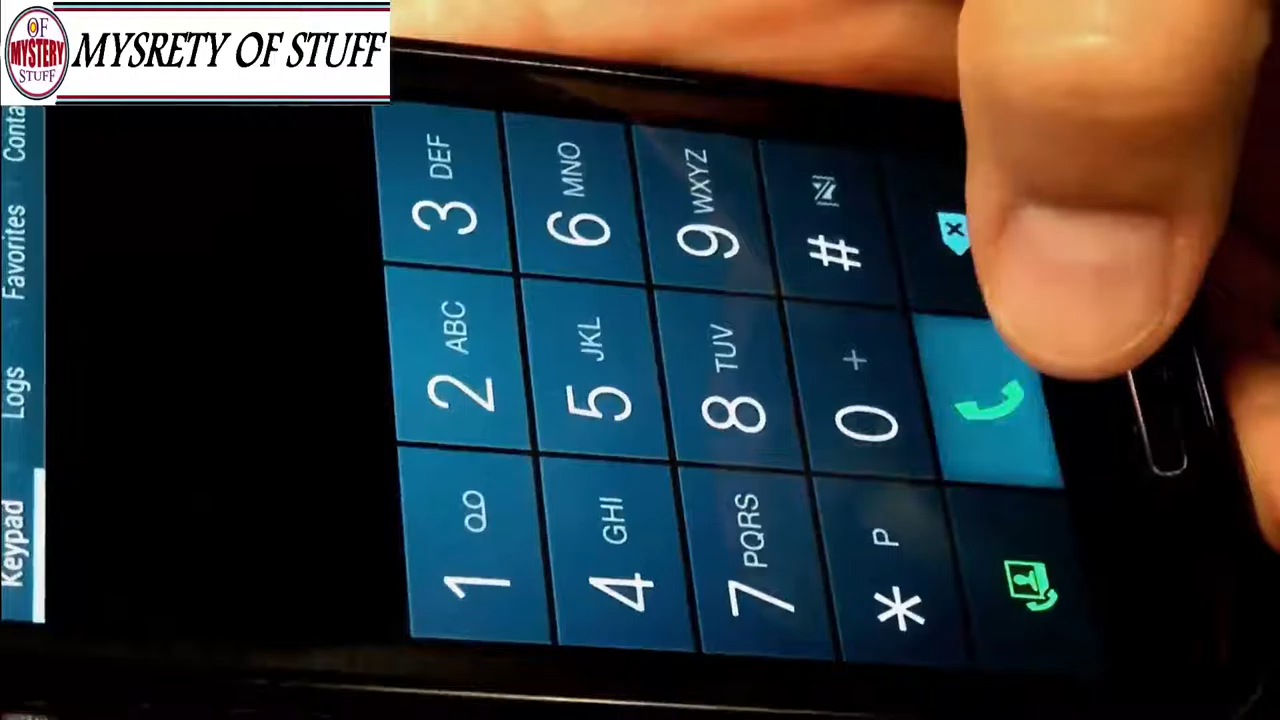 OF
MYSTERY
STUFF
MYSRETY OF STUFF
Keypad Logs Favorites Conta
1
2 ABC
3 DEF
4 GHI
5 JKL
6 MNO
7 PQRS
8 TUV
9 WXYZ
* P
0 +
#